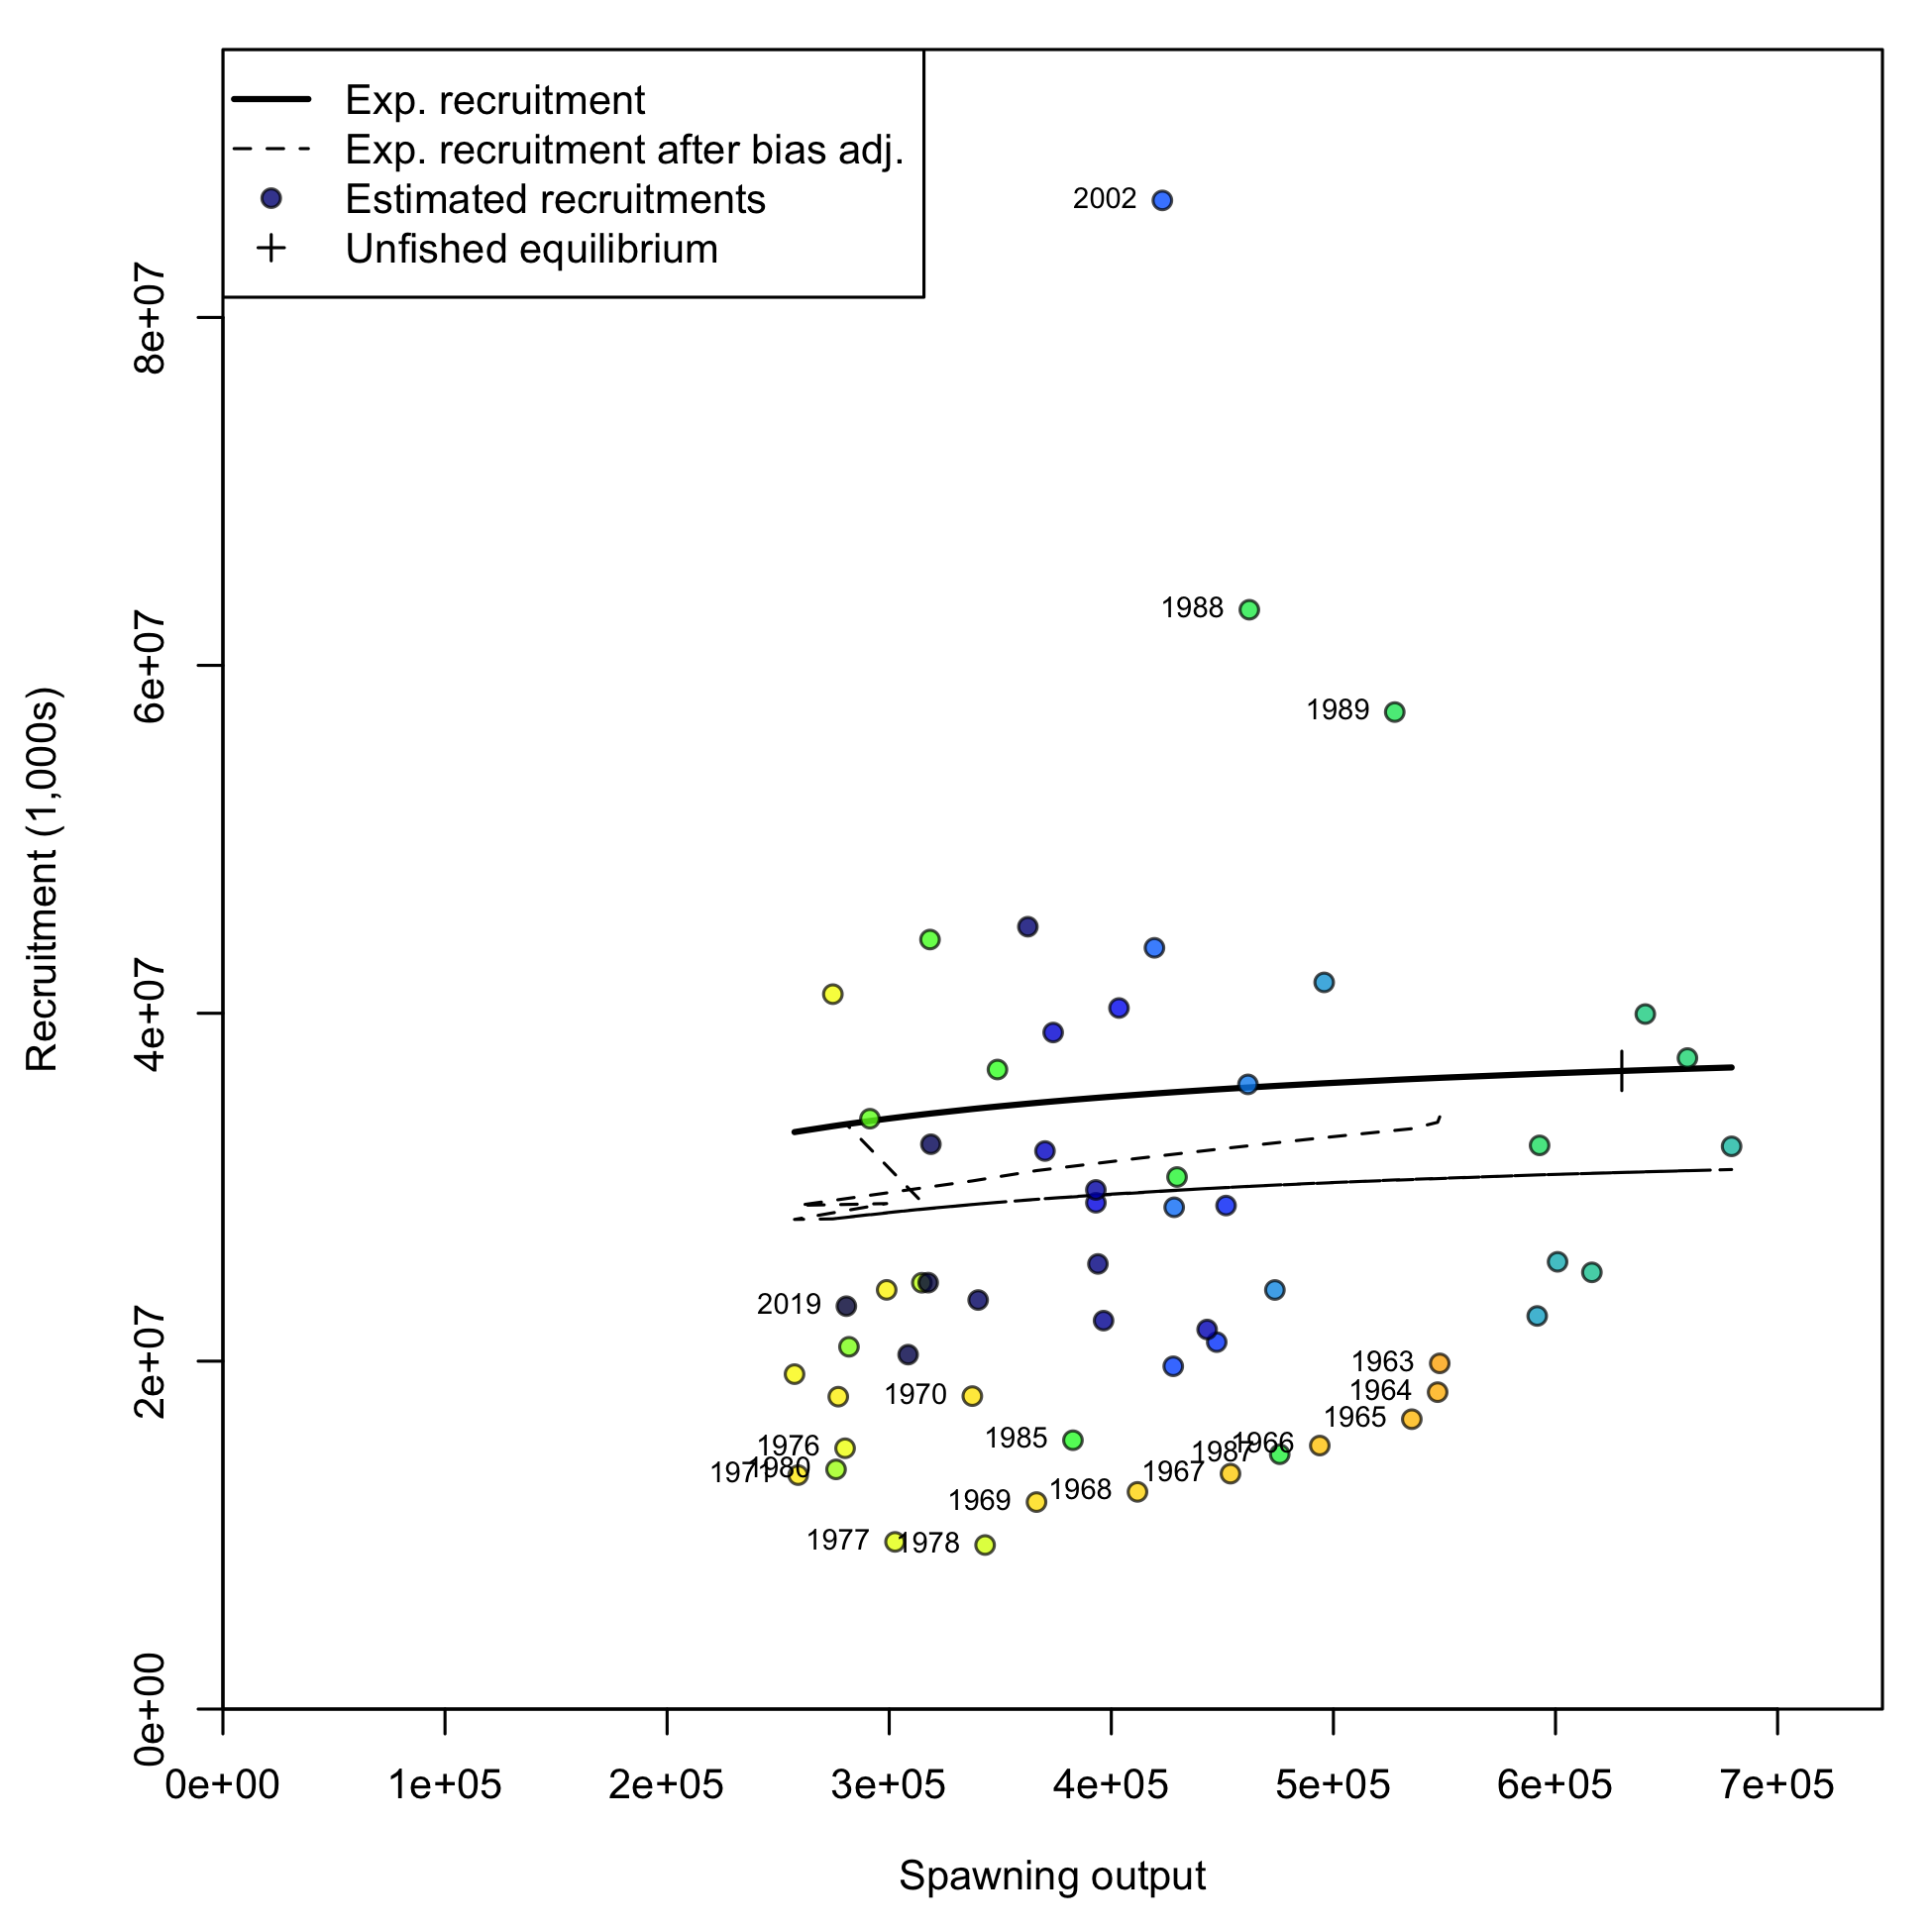 Exp. recruitment
Exp. recruitment after bias adj.
Estimated recruitments
Unfished equilibrium
2002
8e+07
1988
6e+07
1989
Recruitment (1,000s)
4e+07
2019
2e+07
1963
1964
1970
1965
1985
1966
1976
1987
1980
1971
1967
1968
1969
1977
1978
0e+00
0e+00 1e+05 2e+05 3e+05 4e+05 5e+05 6e+05 7e+05
Spawning output